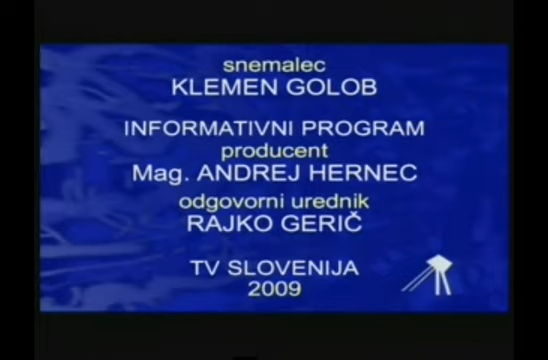 snemalec
KLEMEN GOLOB
INFORMATIVNI PROGRAM
producent
Mag. ANDREJ HERNEC
odgovorni urednik
RAJKO GERIČ
TV SLOVENIJA
2009